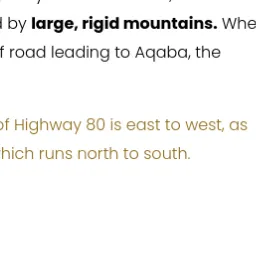 by large, rigid mountains. Whe
f road leading to Aqaba, the
of Highway 80 is east to west, as
which runs north to south.